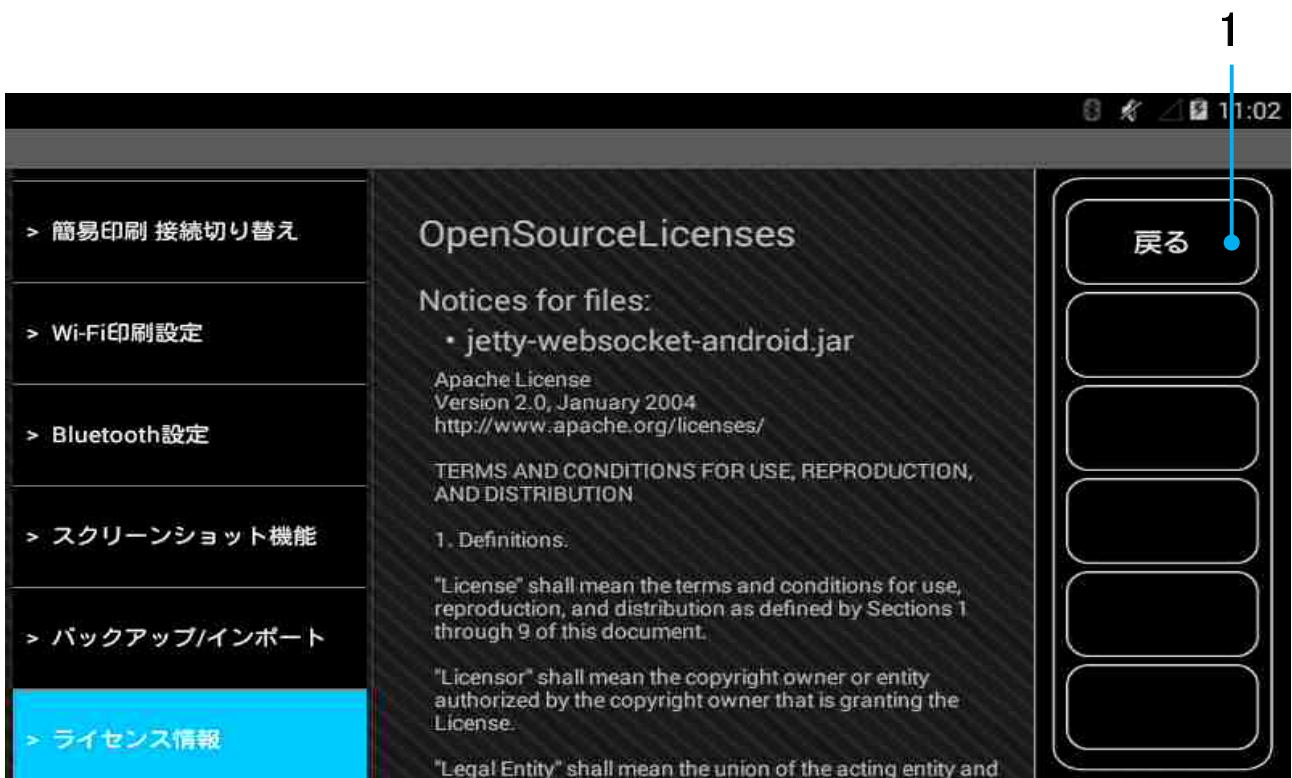 1
11:02
> 簡易印刷 接続切り替え
> Wi-Fi印刷設定
> Bluetooth設定
> スクリーンショット機能
> バックアップ/インポート
> ライセンス情報
OpenSourceLicenses
Notices for files:
• jetty-websocket-android.jar
Apache License
Version 2.0, January 2004
http://www.apache.org/licenses/
TERMS AND CONDITIONS FOR USE, REPRODUCTION,
AND DISTRIBUTION
1. Definitions.
"License" shall mean the terms and conditions for use,
reproduction, and distribution as defined by Sections 1
through 9 of this document.
"Licensor" shall mean the copyright owner or entity
authorized by the copyright owner that is granting the
License.
"Legal Entity" shall mean the union of the acting entity and
戻る